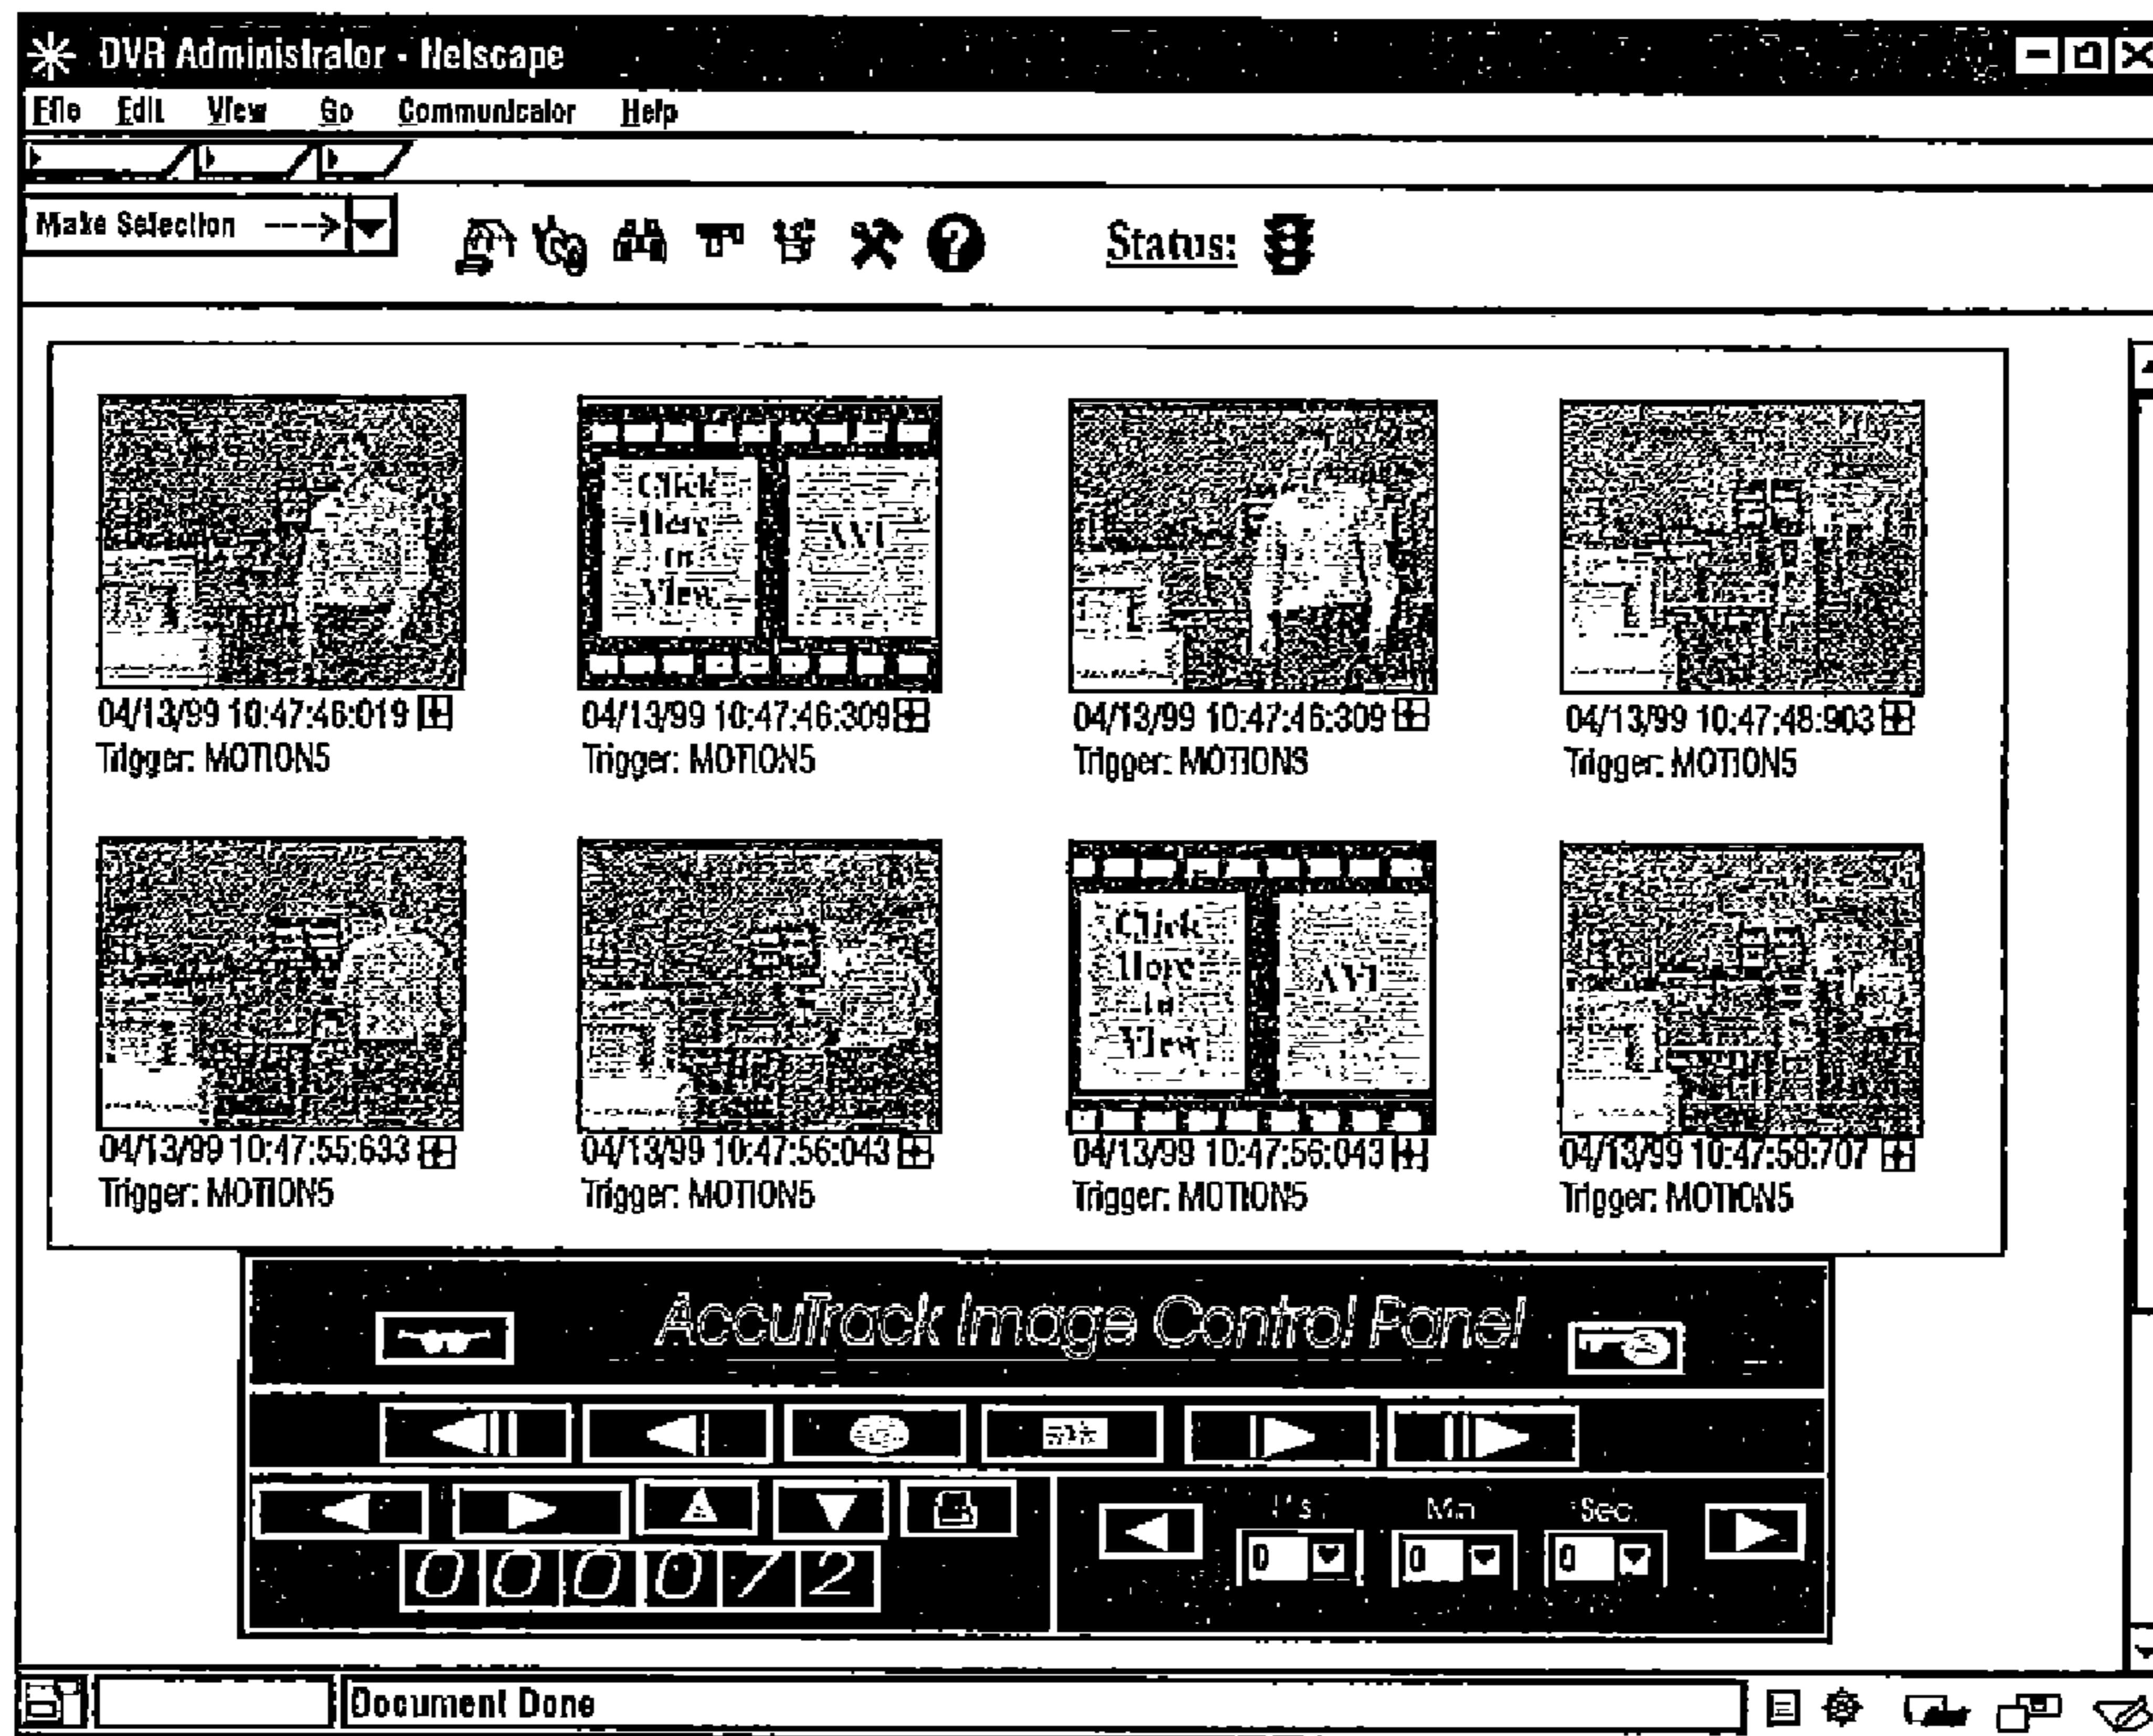 DVR Administrator - Netscape
File Edit View Go Communicator Help
Make Selection ---->
Status:
Click Here to View AVI
04/13/99 10:47:46:019
04/13/99 10:47:46:309
04/13/99 10:47:46:309
04/13/99 10:47:48:903
Trigger: MOTION5
Trigger: MOTION5
Trigger: MOTIONS
Trigger: MOTION5
Click Here to View AVI
04/13/99 10:47:55:633
04/13/99 10:47:56:043
04/13/99 10:47:56:043
04/13/99 10:47:58:707
Trigger: MOTION5
Trigger: MOTION5
Trigger: MOTION5
Trigger: MOTION5
AccuTrack Image Control Panel
Min Sec
000072
0 0 0
Document Done